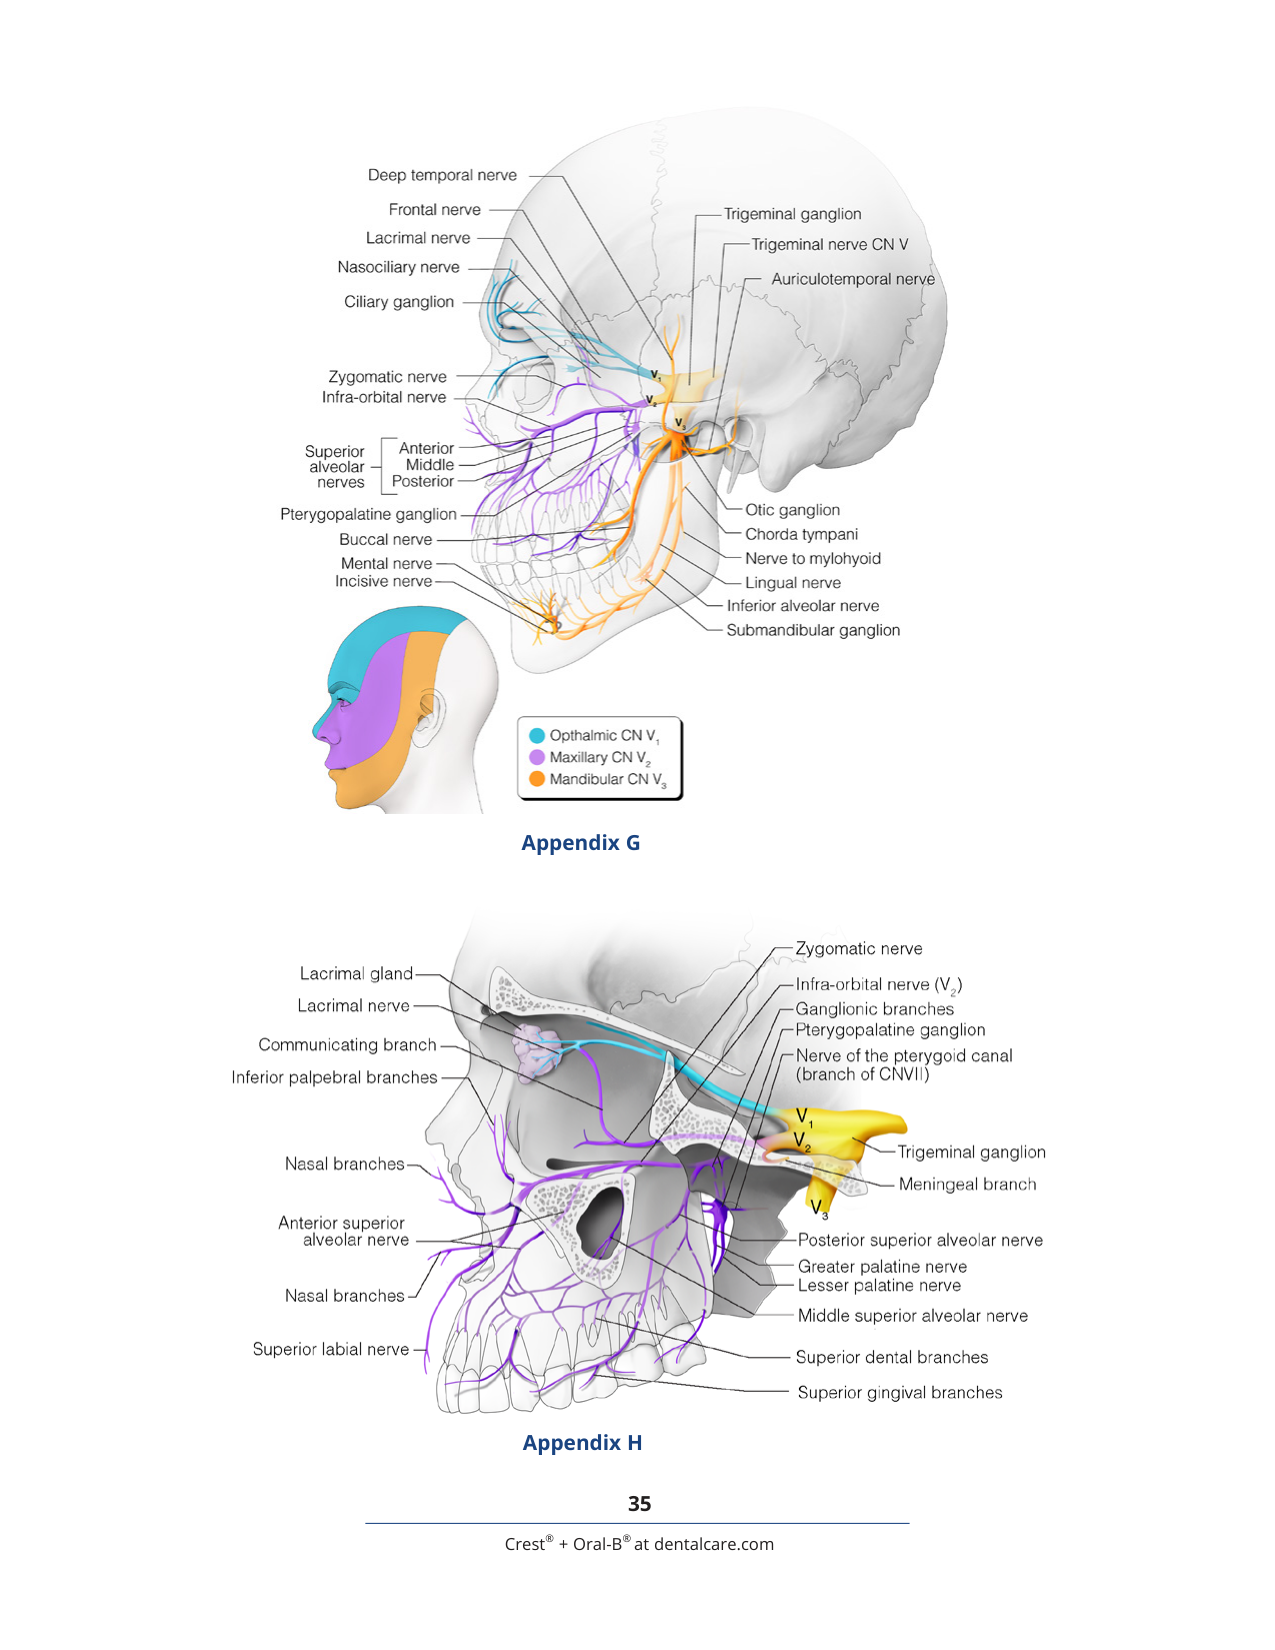 Deep temporal nerve
Frontal nerve
Lacrimal nerve
Nasociliary nerve
Ciliary ganglion
Trigeminal ganglion
Trigeminal nerve CN V
Auriculotemporal nerve
Zygomatic nerve
Infra-orbital nerve
Superior
alveolar
nerves
Anterior
Middle
Posterior
Pterygopalatine ganglion
Buccal nerve
Mental nerve
Incisive nerve
V1
V2
V3
Otic ganglion
Chorda tympani
Nerve to mylohyoid
Lingual nerve
Inferior alveolar nerve
Submandibular ganglion
Opthalmic CN V1
Maxillary CN V2
Mandibular CN V3
Appendix G
Lacrimal gland
Lacrimal nerve
Communicating branch
Inferior palpebral branches
Nasal branches
Anterior superior
alveolar nerve
Nasal branches
Superior labial nerve
Zygomatic nerve
Infra-orbital nerve (V2)
Ganglionic branches
Pterygopalatine ganglion
Nerve of the pterygoid canal
(branch of CNVII)
V1
V2
V3
Trigeminal ganglion
Meningeal branch
Posterior superior alveolar nerve
Greater palatine nerve
Lesser palatine nerve
Middle superior alveolar nerve
Superior dental branches
Superior gingival branches
Appendix H
35
Crest® + Oral-B® at dentalcare.com